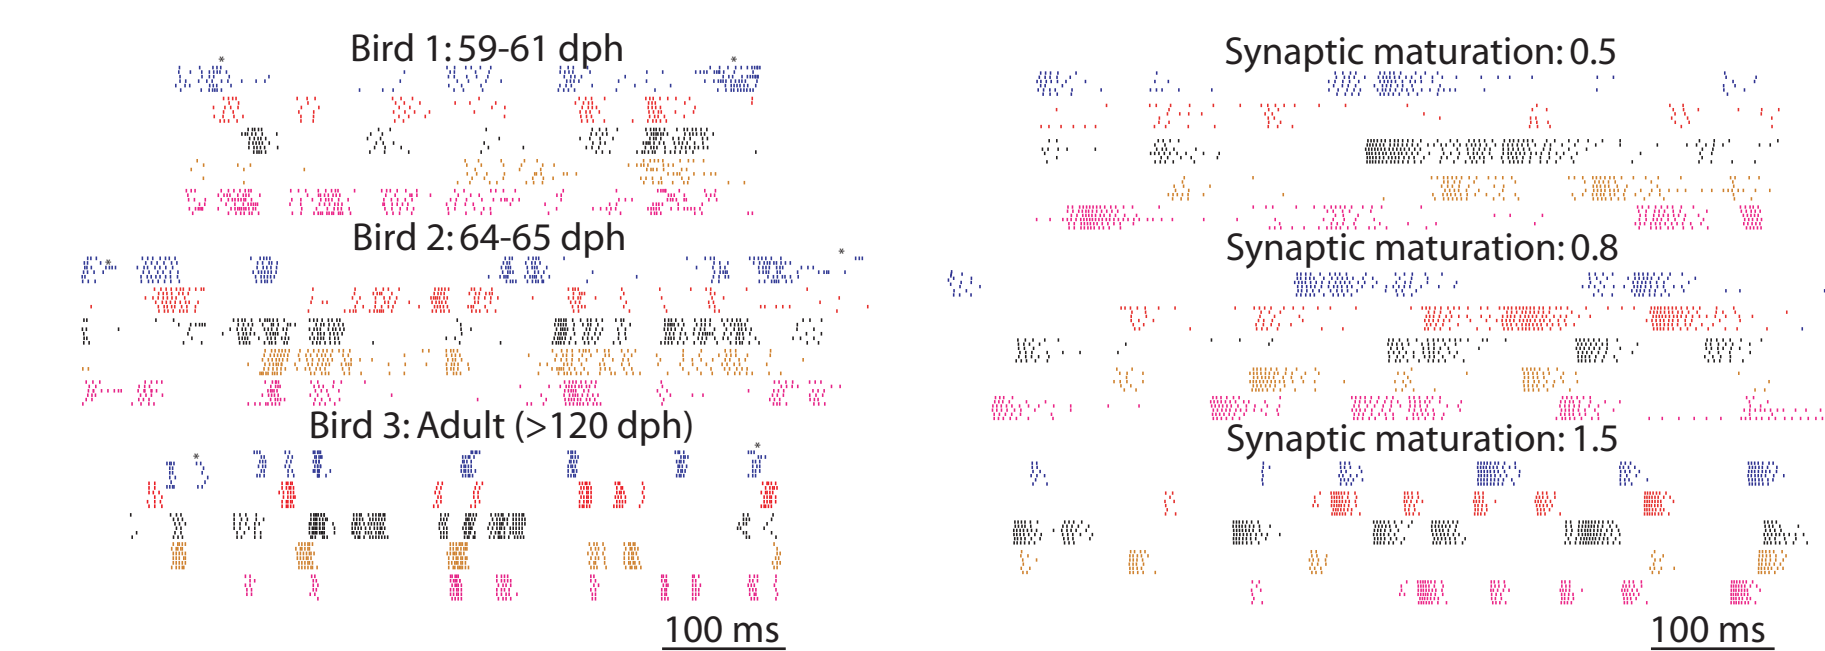 Bird 1: 59-61 dph
*
*
Bird 2: 64-65 dph
*
*
Bird 3: Adult (>120 dph)
*
*
100 ms
Synaptic maturation: 0.5
Synaptic maturation: 0.8
Synaptic maturation: 1.5
100 ms